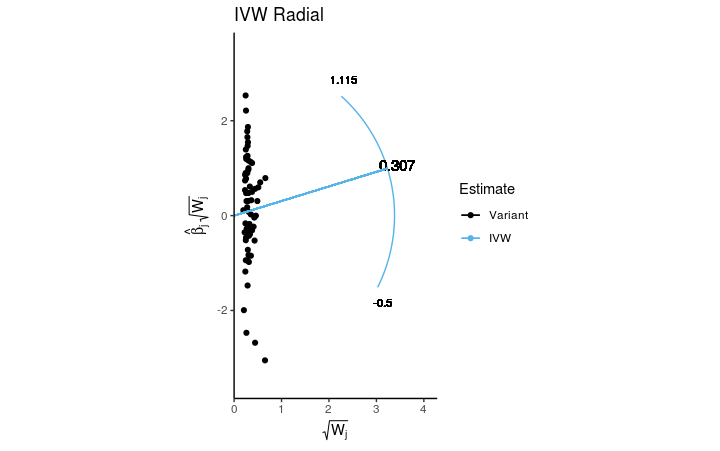 IVW Radial
1.115
0.307
-0.5
2
0
-2
β̂j√Wj
0 1 2 3 4
√Wj
Estimate
Variant
IVW